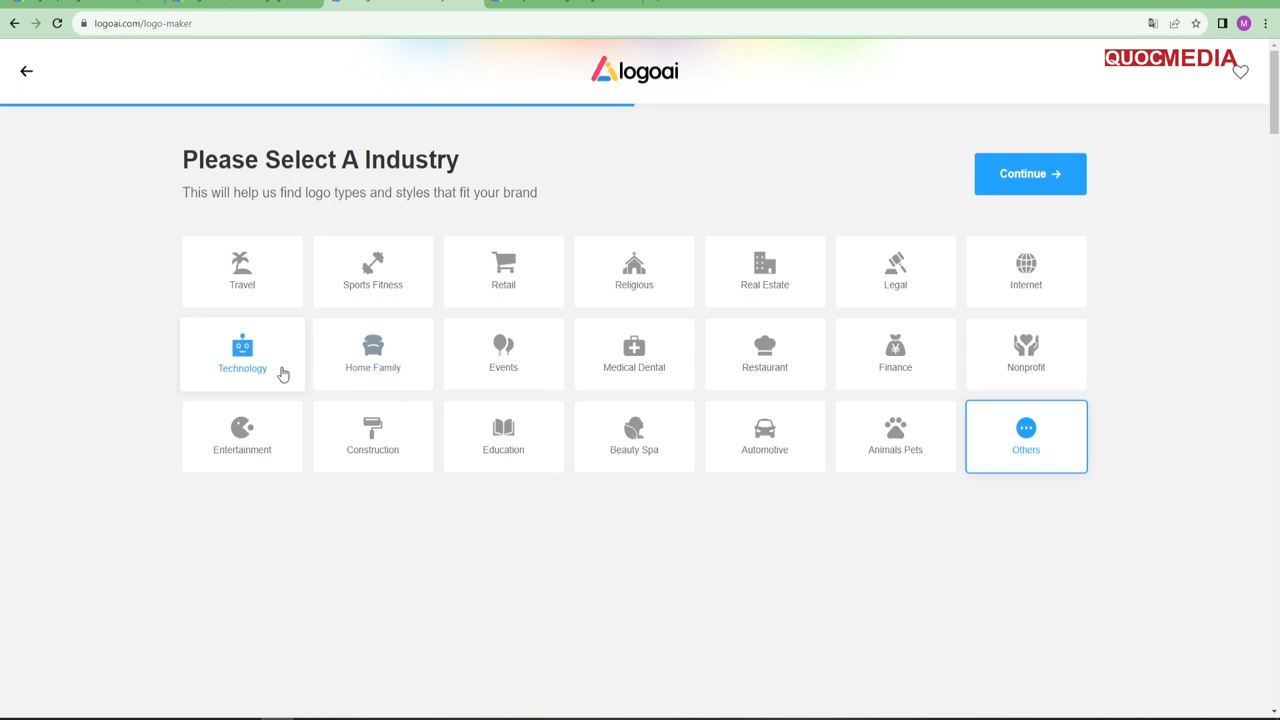 logoai.com/logo-maker
M
logoai
QUOCMEDIA
Please Select A Industry
This will help us find logo types and styles that fit your brand
Continue →
Travel
Sports Fitness
Retail
Religious
Real Estate
Legal
Internet
Technology
Home Family
Events
Medical Dental
Restaurant
Finance
Nonprofit
Entertainment
Construction
Education
Beauty Spa
Automotive
Animals Pets
Others